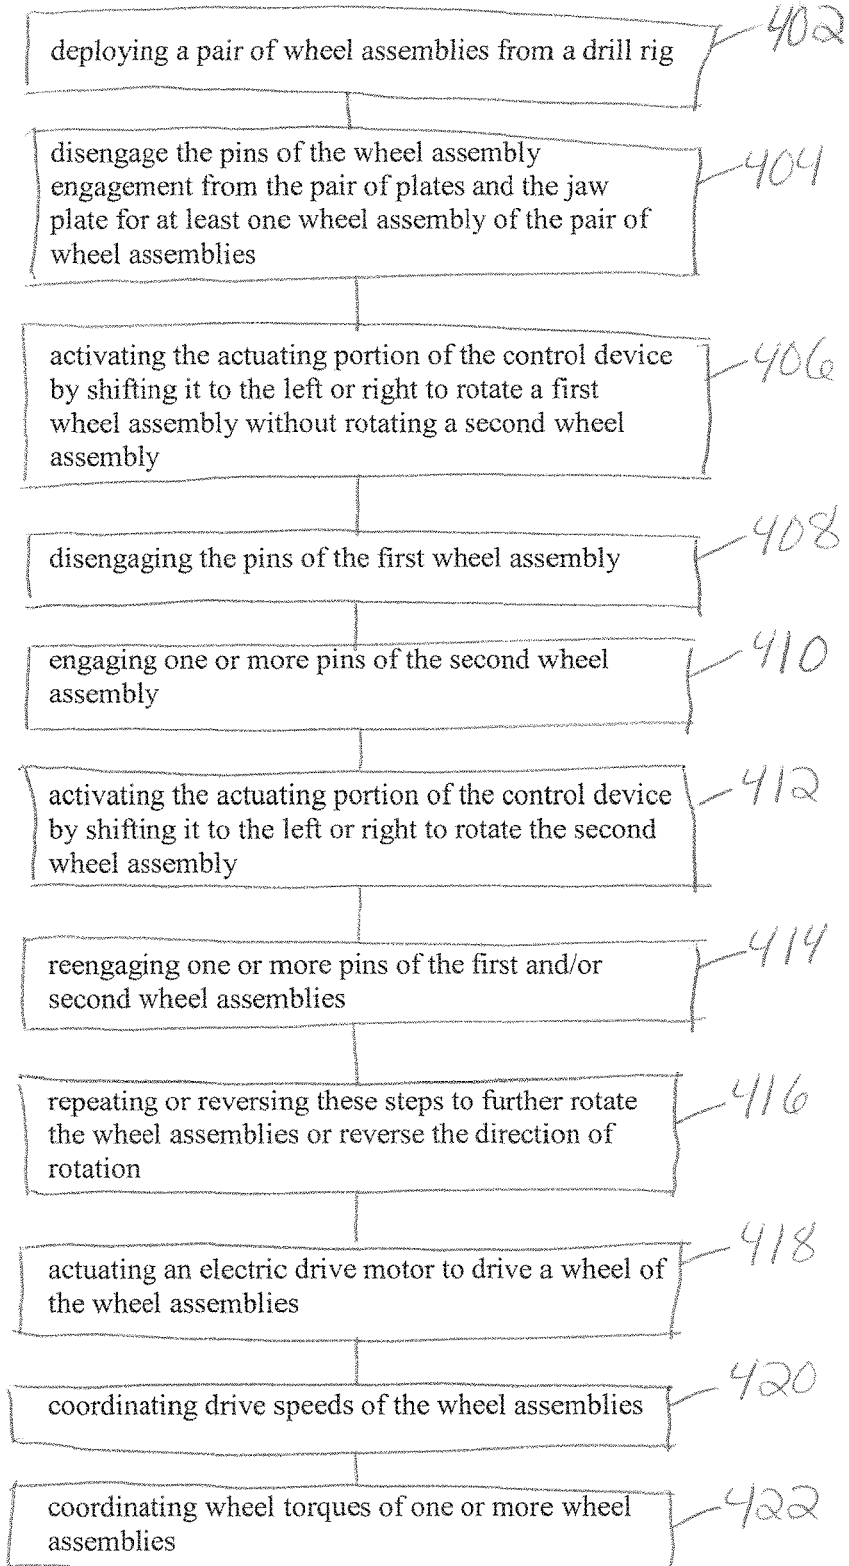 deploying a pair of wheel assemblies from a drill rig
402
disengage the pins of the wheel assembly
engagement from the pair of plates and the jaw
plate for at least one wheel assembly of the pair of
wheel assemblies
404
activating the actuating portion of the control device
by shifting it to the left or right to rotate a first
wheel assembly without rotating a second wheel
assembly
406
disengaging the pins of the first wheel assembly
408
engaging one or more pins of the second wheel
assembly
410
activating the actuating portion of the control device
by shifting it to the left or right to rotate the second
wheel assembly
412
reengaging one or more pins of the first and/or
second wheel assemblies
414
repeating or reversing these steps to further rotate
the wheel assemblies or reverse the direction of
rotation
416
actuating an electric drive motor to drive a wheel of
the wheel assemblies
418
coordinating drive speeds of the wheel assemblies
420
coordinating wheel torques of one or more wheel
assemblies
422